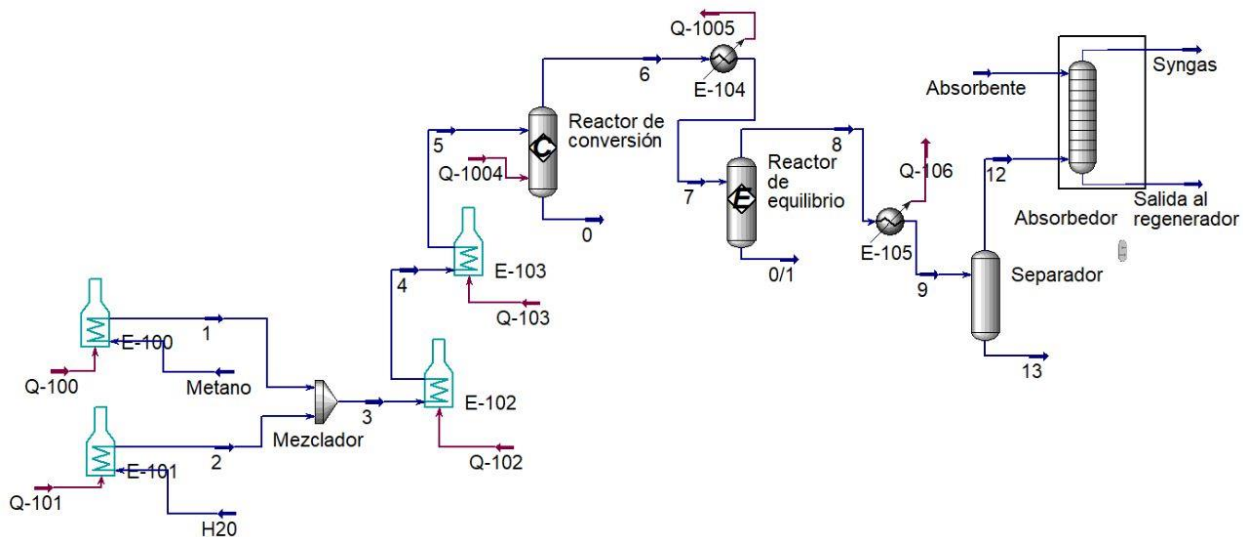 Q-1005
6
E-104
Syngas
Absorbente
Reactor de
conversión
C
5
Q-1004
8
Reactor
de
equilibrio
E
7
Q-106
12
Salida al
regenerador
Absorbedor
0
E-103
4
0/1
E-105
9
Separador
Q-103
1
E-100
Metano
Q-100
E-102
3
13
Mezclador
2
Q-102
E-101
Q-101
H20